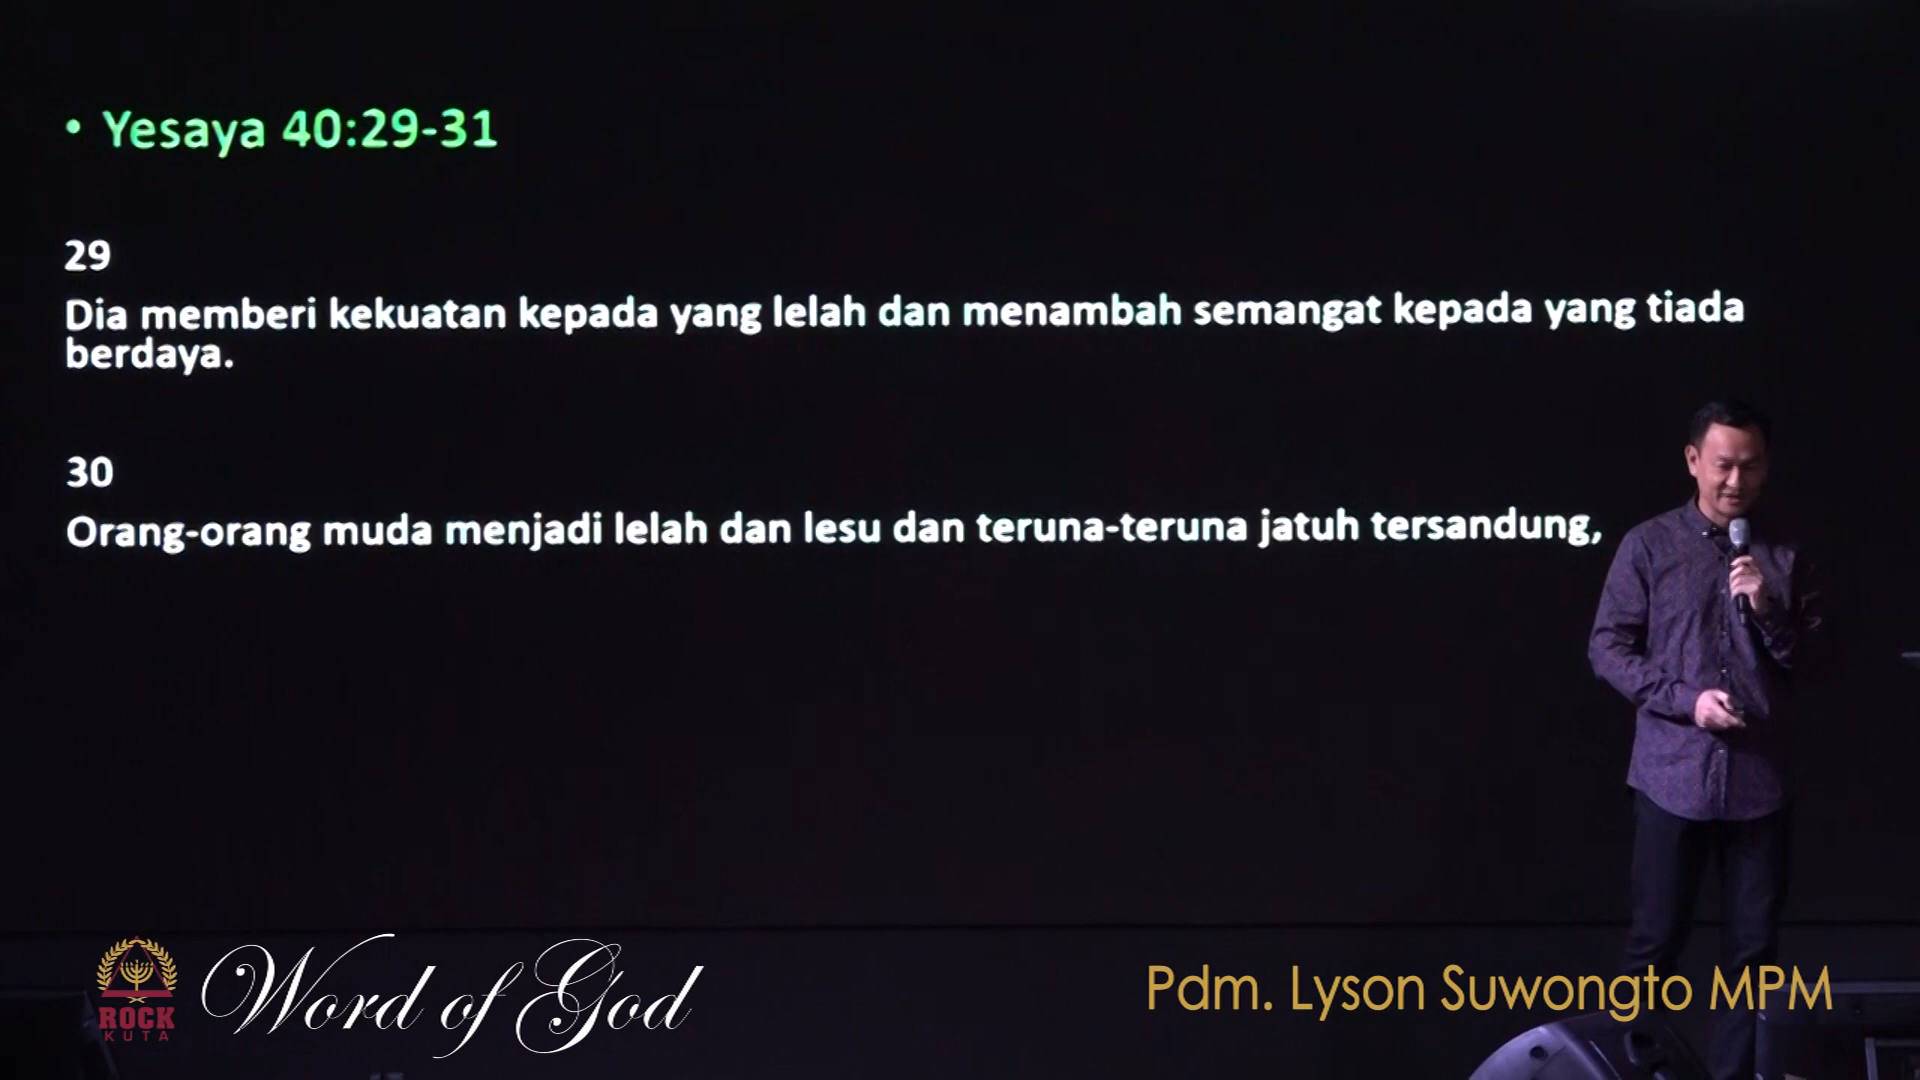 • Yesaya 40:29-31
29
Dia memberi kekuatan kepada yang lelah dan menambah semangat kepada yang tiada
berdaya.
30
Orang-orang muda menjadi lelah dan lesu dan teruna-teruna jatuh tersandung,
ROCK
KUTA
Word of God
Pdm. Lyson Suwongto MPM